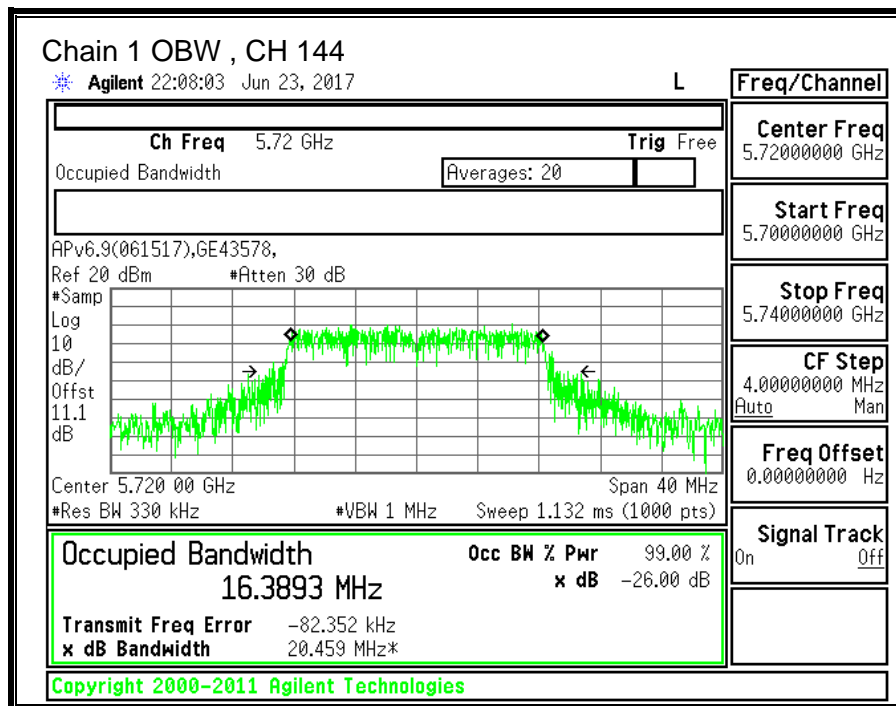 Chain 1 OBW , CH 144
Agilent 22:08:03 Jun 23, 2017 L
Ch Freq 5.72 GHz Trig Free
Occupied Bandwidth Averages: 20
APv6.9(061517),GE43578,
Ref 20 dBm #Atten 30 dB
#Samp
Log
10
dB/
Offst
11.1
dB
Center 5.720 00 GHz Span 40 MHz
#Res BW 330 kHz #VBW 1 MHz Sweep 1.132 ms (1000 pts)
Occupied Bandwidth Occ BW % Pwr 99.00 %
16.3893 MHz x dB -26.00 dB
Transmit Freq Error -82.352 kHz
x dB Bandwidth 20.459 MHz*
Copyright 2000-2011 Agilent Technologies
Freq/Channel
Center Freq
5.72000000 GHz
Start Freq
5.70000000 GHz
Stop Freq
5.74000000 GHz
CF Step
4.00000000 MHz
Auto Man
Freq Offset
0.00000000 Hz
Signal Track
On Off